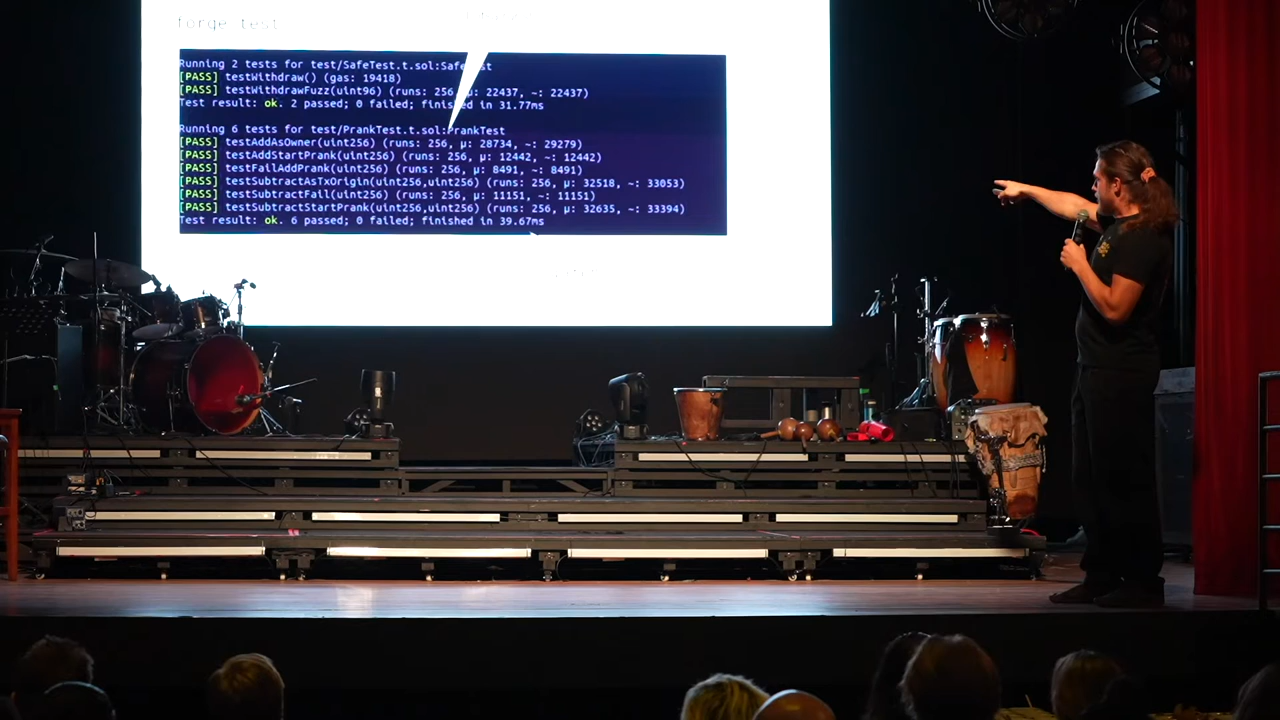 forge test
Running 2 tests for test/SafeTest.t.sol:
[PASS] testWithdraw() (gas: 19418)
[PASS] testWithdrawFuzz(uint96) (runs: 256, μ: 22437, ~: 22437)
Test result: ok. 2 passed; 0 failed; finished in 31.77ms
Running 6 tests for test/PrankTest.t.sol:PrankTest
[PASS] testAddAsOwner(uint256) (runs: 256, μ: 28734, ~: 29279)
[PASS] testAddStartPrank(uint256) (runs: 256, μ: 12442, ~: 12442)
[PASS] testFailAddPrank(uint256) (runs: 256, μ: 8491, ~: 8491)
[PASS] testSubtractAsTxOrigin(uint256,uint256) (runs: 256, μ: 32518, ~: 33053)
[PASS] testSubtractFail(uint256) (runs: 256, μ: 11151, ~: 11151)
[PASS] testSubtractStartPrank(uint256,uint256) (runs: 256, μ: 32635, ~: 33394)
Test result: ok. 6 passed; 0 failed; finished in 39.67ms